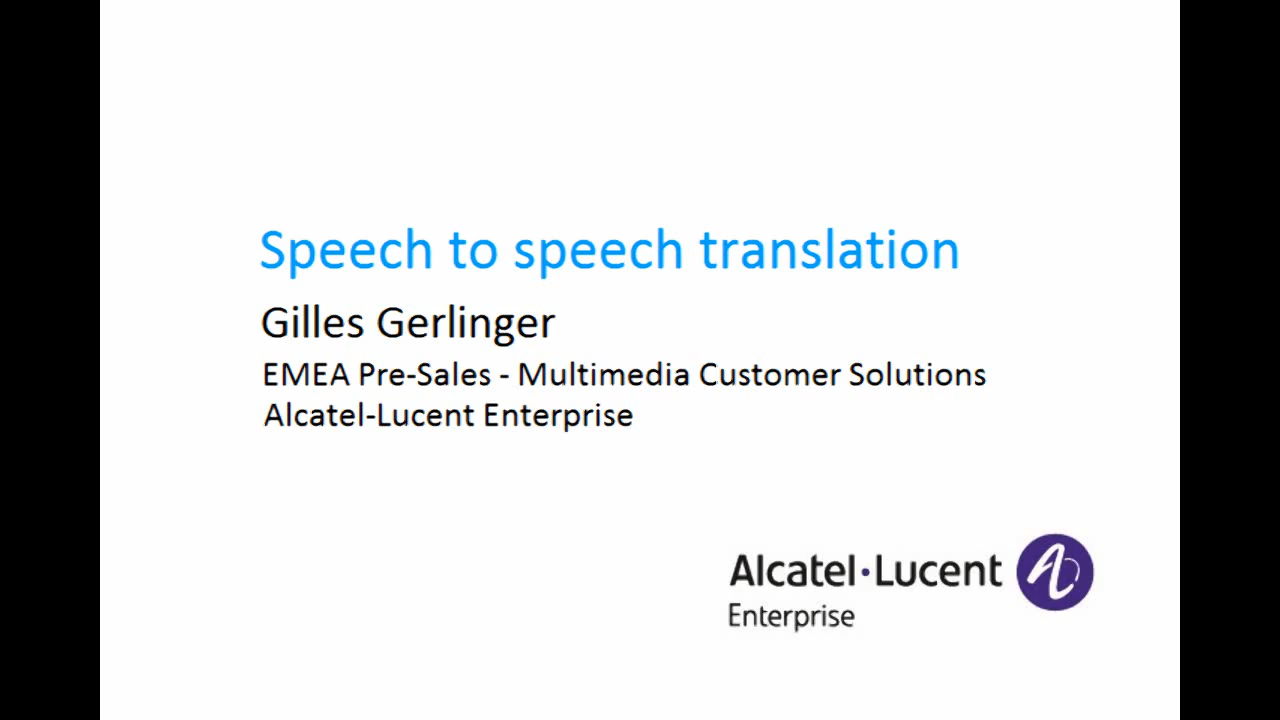 Speech to speech translation
Gilles Gerlinger
EMEA Pre-Sales - Multimedia Customer Solutions
Alcatel-Lucent Enterprise
Alcatel·Lucent
Enterprise